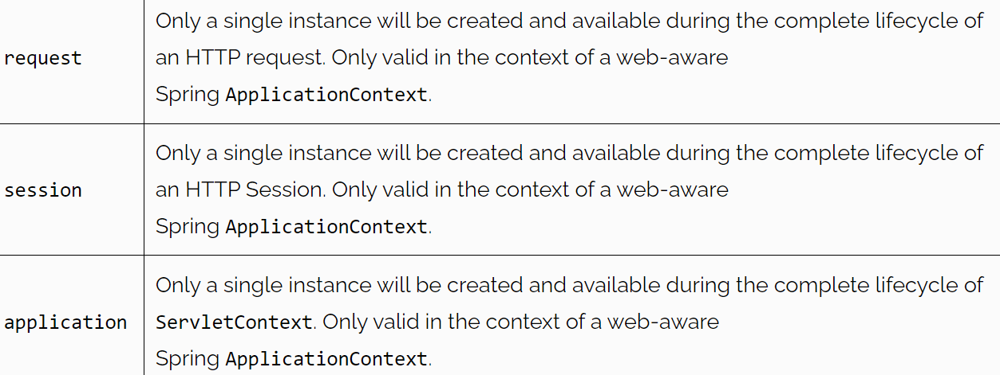 request
Only a single instance will be created and available during the complete lifecycle of
an HTTP request. Only valid in the context of a web-aware
Spring ApplicationContext.
session
Only a single instance will be created and available during the complete lifecycle of
an HTTP Session. Only valid in the context of a web-aware
Spring ApplicationContext.
application
Only a single instance will be created and available during the complete lifecycle of
ServletContext. Only valid in the context of a web-aware
Spring ApplicationContext.